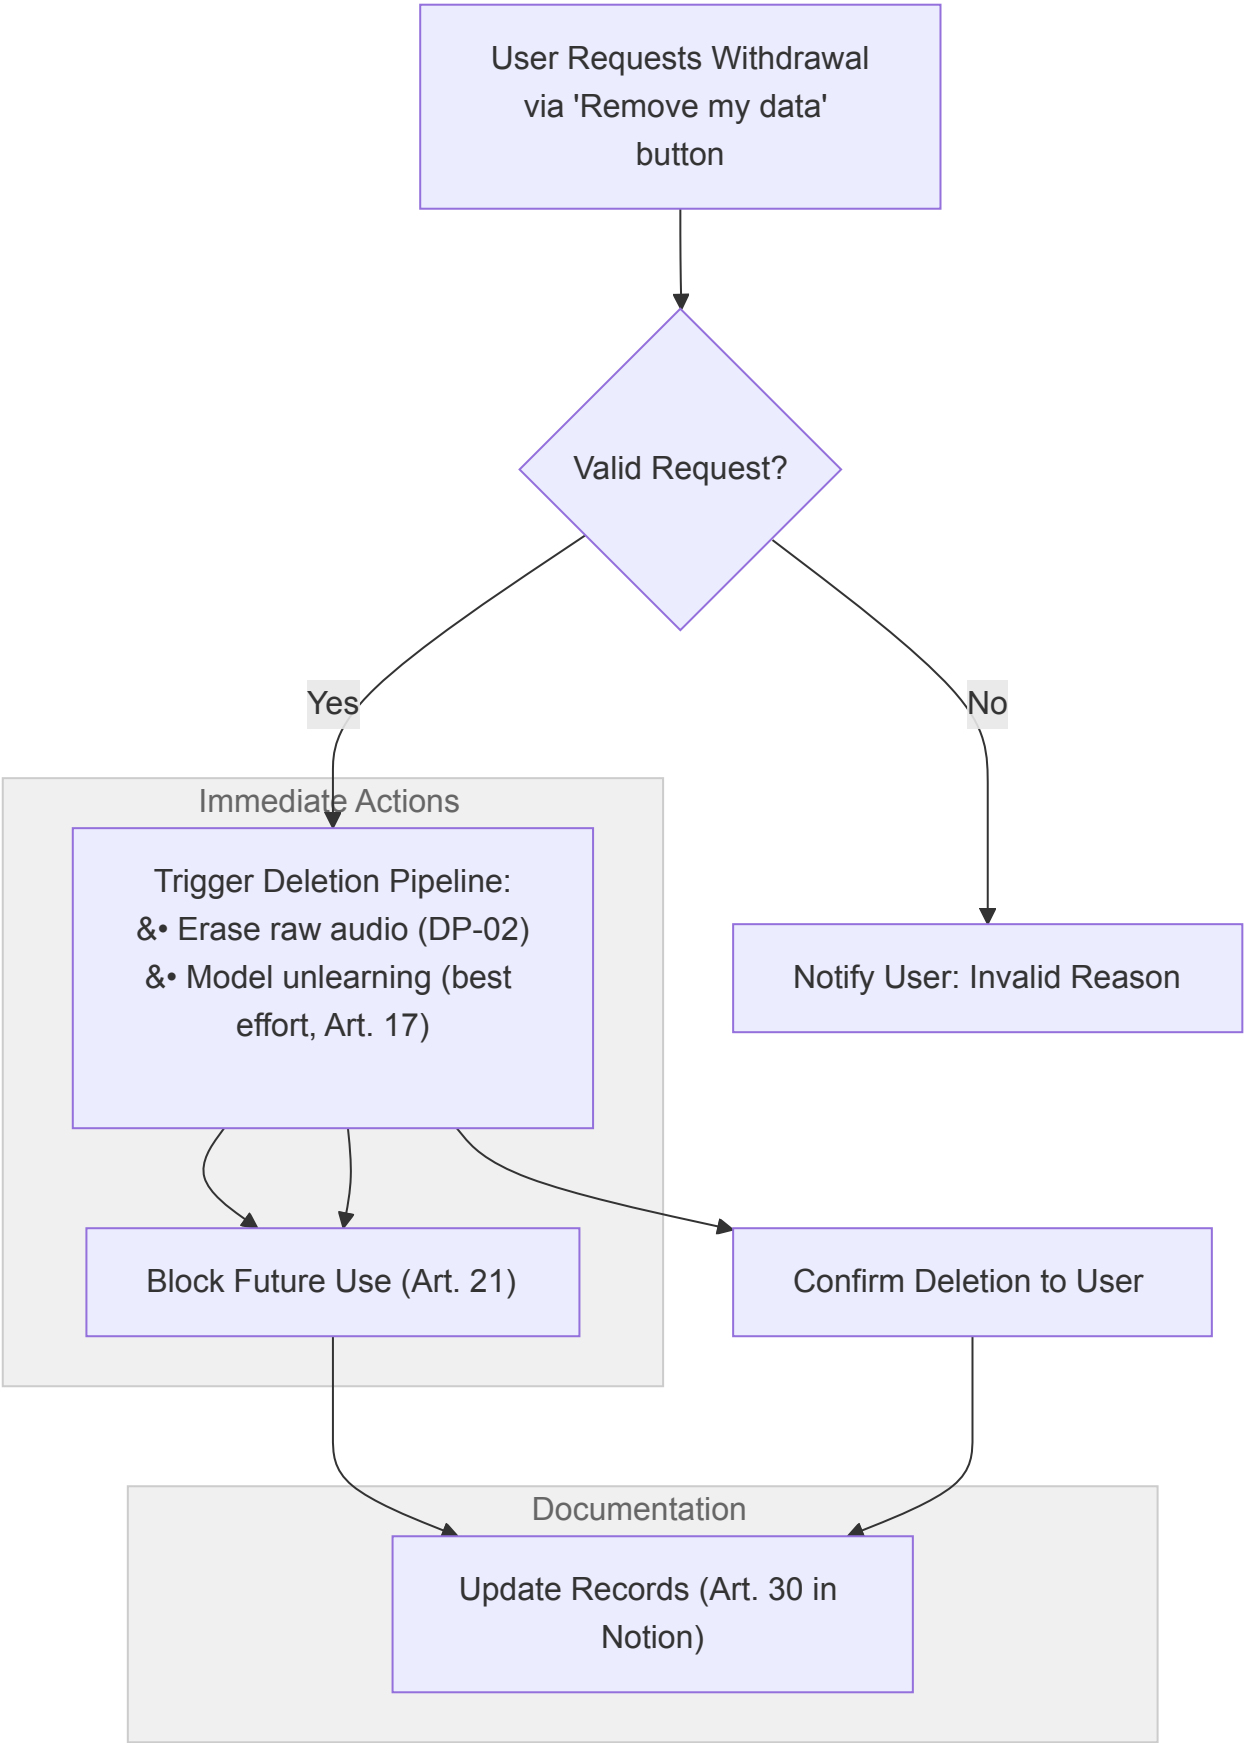 User Requests Withdrawal
via 'Remove my data'
button
Valid Request?
Yes
No
Immediate Actions
Trigger Deletion Pipeline:
&• Erase raw audio (DP-02)
&• Model unlearning (best
effort, Art. 17)
Notify User: Invalid Reason
Block Future Use (Art. 21)
Confirm Deletion to User
Documentation
Update Records (Art. 30 in
Notion)